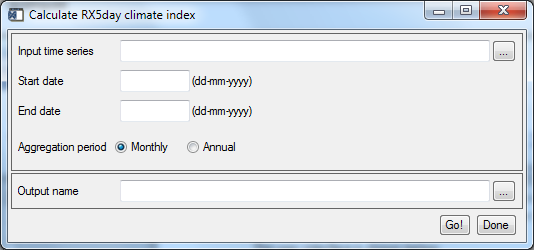 Calculate RX5day climate index
Input time series ...
Start date (dd-mm-yyyy)
End date (dd-mm-yyyy)
Aggregation period Monthly Annual
Output name ...
Go! Done